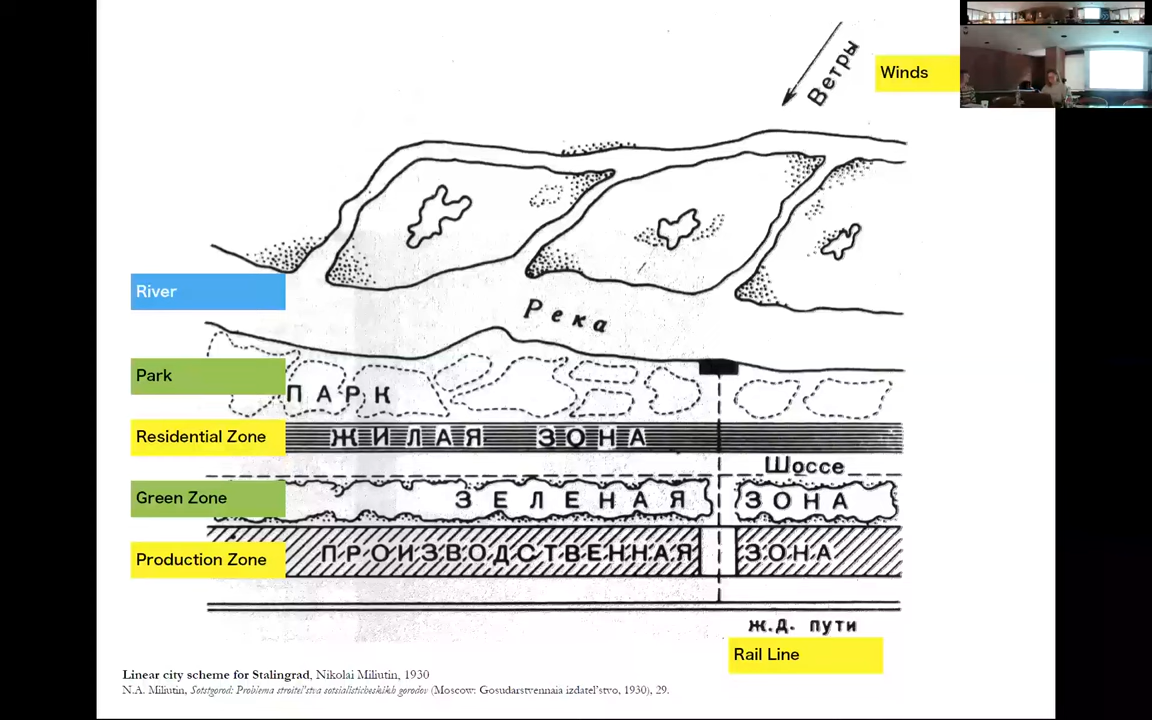 Ветры
Winds
River
Река
Park
ПАРК
Residential Zone
ЖИЛАЯ ЗОНА
Шоссе
Green Zone
ЗЕЛЕНАЯ ЗОНА
Production Zone
ПРОИЗВОДСТВЕННАЯ ЗОНА
ж.д. пути
Rail Line
Linear city scheme for Stalingrad, Nikolai Miliutin, 1930
N.A. Miliutin, Sotstgorod: Problema stroitel'stva sotsialisticheskikh gorodov (Moscow: Gosudarstvennaia izdatel'stvo, 1930), 29.